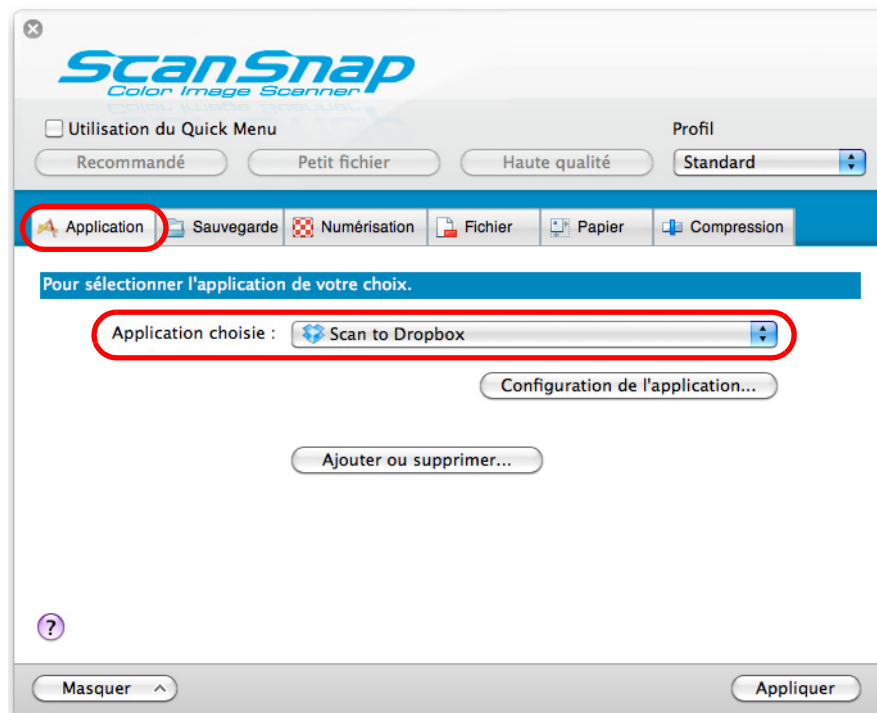 ScanSnap
Color Image Scanner
Utilisation du Quick Menu
Profil
Recommandé
Petit fichier
Haute qualité
Standard
Application
Sauvegarde
Numérisation
Fichier
Papier
Compression
Pour sélectionner l'application de votre choix.
Application choisie :
Scan to Dropbox
Configuration de l'application...
Ajouter ou supprimer...
?
Masquer
Appliquer